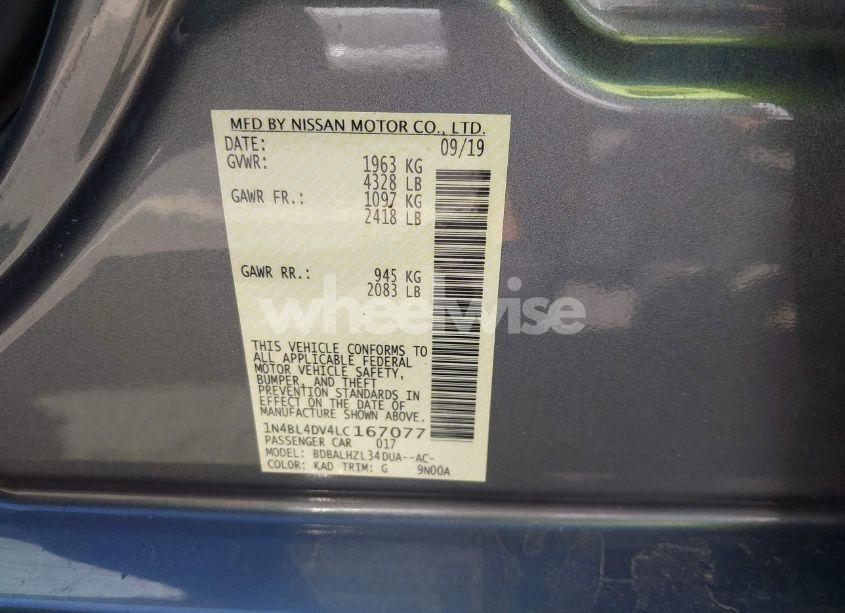 MFD BY NISSAN MOTOR CO., LTD.
DATE: 09/19
GVWR: 1963 KG
4328 LB
GAWR FR.: 1097 KG
2418 LB
GAWR RR.: 945 KG
2083 LB
wheelwise
THIS VEHICLE CONFORMS TO
ALL APPLICABLE FEDERAL
MOTOR VEHICLE SAFETY,
BUMPER, AND THEFT
PREVENTION STANDARDS IN
EFFECT ON THE DATE OF
MANUFACTURE SHOWN ABOVE.
1N4BL4DV4LC167077
PASSENGER CAR 017
MODEL: BDBALHZL34DUA--AC-
COLOR: KAD TRIM: G 9N00A